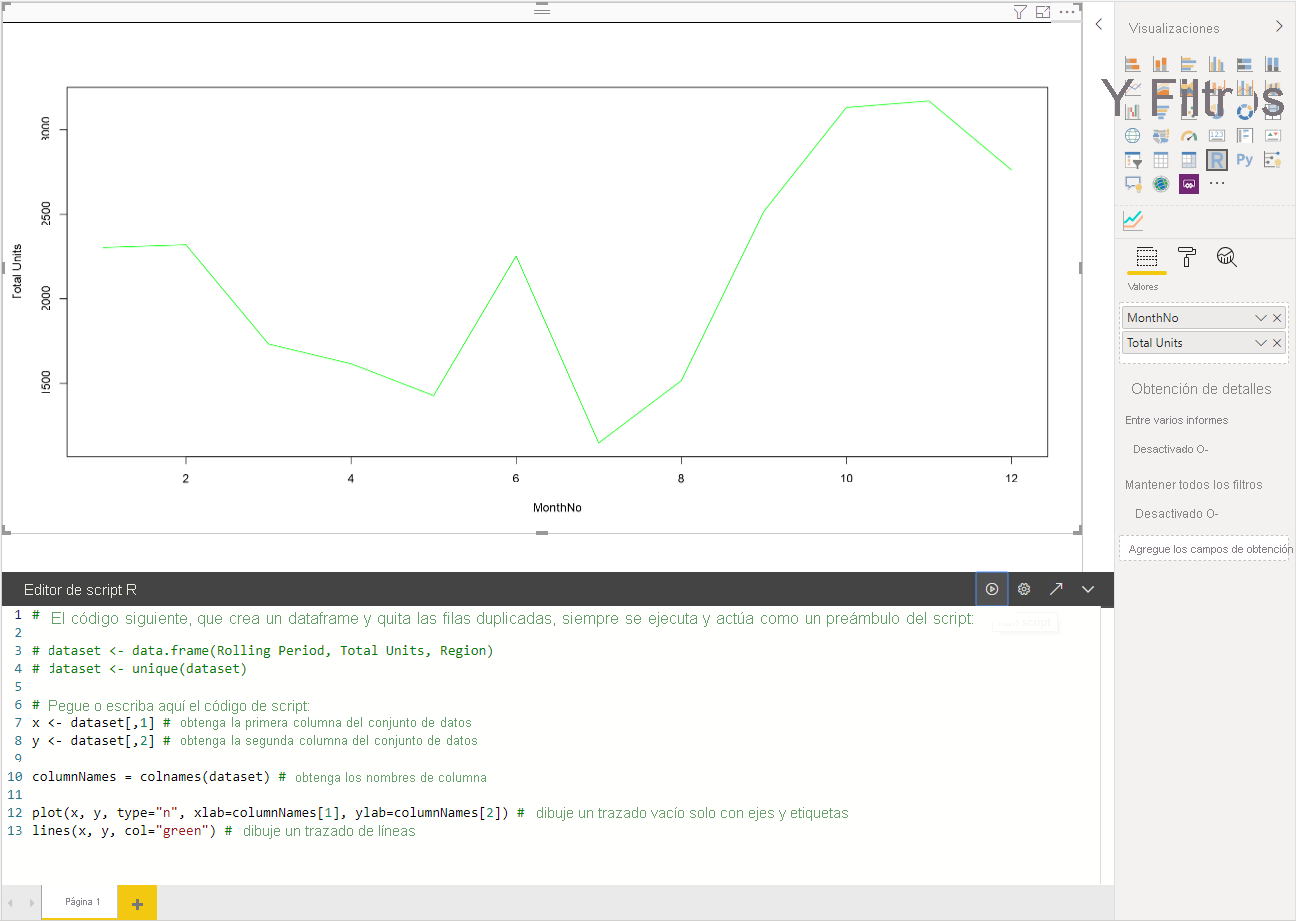 Visualizaciones
Y Filtros
123
R
Py
Valores
MonthNo
Total Units
Obtención de detalles
Entre varios informes
Desactivado O-
Mantener todos los filtros
Desactivado O-
Agregue los campos de obtención
Total Units
3000
2500
2000
1500
2
4
6
8
10
12
MonthNo
Editor de script R
1 # El código siguiente, que crea un dataframe y quita las filas duplicadas, siempre se ejecuta y actúa como un preámbulo del script:
2
3 # dataset <- data.frame(Rolling Period, Total Units, Region)
4 # dataset <- unique(dataset)
5
6 # Pegue o escriba aquí el código de script:
7 x <- dataset[,1] # obtenga la primera columna del conjunto de datos
8 y <- dataset[,2] # obtenga la segunda columna del conjunto de datos
9
10 columnNames = colnames(dataset) # obtenga los nombres de columna
11
12 plot(x, y, type="n", xlab=columnNames[1], ylab=columnNames[2]) # dibuje un trazado vacío solo con ejes y etiquetas
13 lines(x, y, col="green") # dibuje un trazado de líneas
Página 1